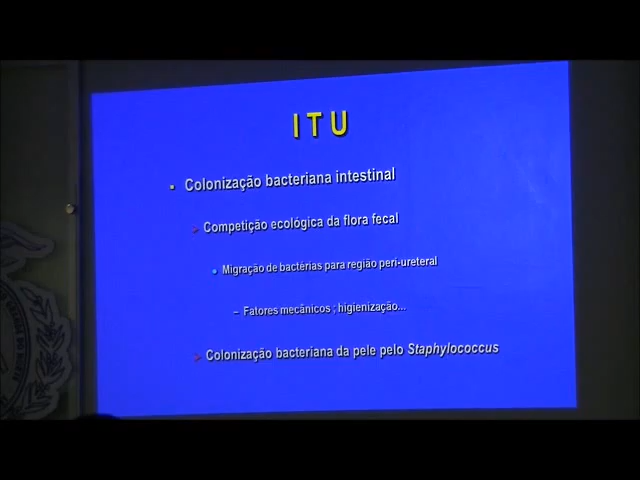 I T U
▪ Colonização bacteriana intestinal
➢ Competição ecológica da flora fecal
• Migração de bactérias para região peri-ureteral
– Fatores mecânicos ; higienização...
➢ Colonização bacteriana da pele pelo Staphylococcus